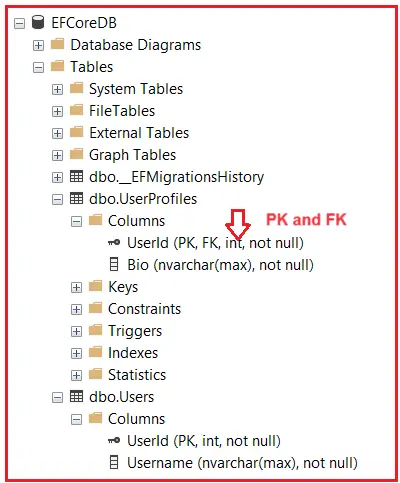 EFCoreDB
Database Diagrams
Tables
System Tables
FileTables
External Tables
Graph Tables
dbo.__EFMigrationsHistory
dbo.UserProfiles
Columns
PK and FK
UserId (PK, FK, int, not null)
Bio (nvarchar(max), not null)
Keys
Constraints
Triggers
Indexes
Statistics
dbo.Users
Columns
UserId (PK, int, not null)
Username (nvarchar(max), not null)